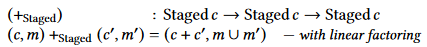 (+Staged) : Staged c → Staged c → Staged c
(c, m) +Staged (c′, m′) = (c + c′, m ∪ m′) – with linear factoring